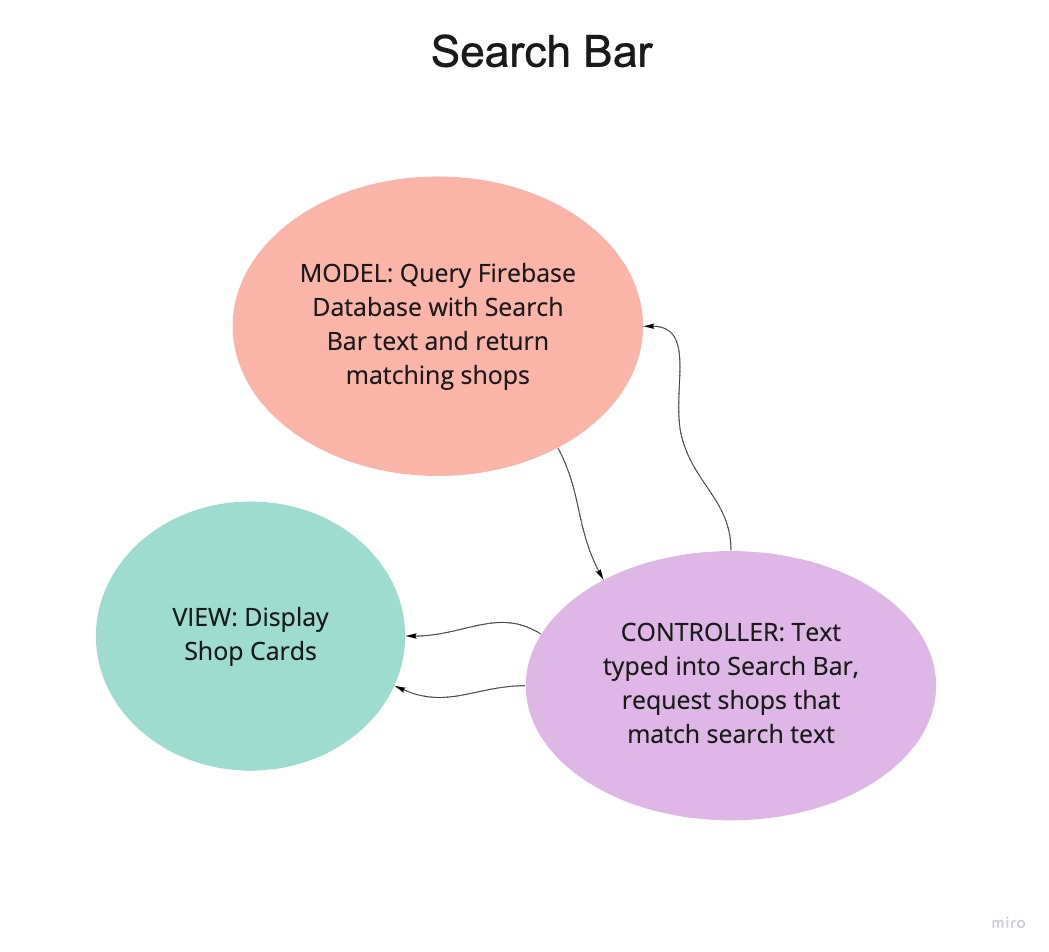 Search Bar
MODEL: Query Firebase
Database with Search
Bar text and return
matching shops
VIEW: Display
Shop Cards
CONTROLLER: Text
typed into Search Bar,
request shops that
match search text
miro